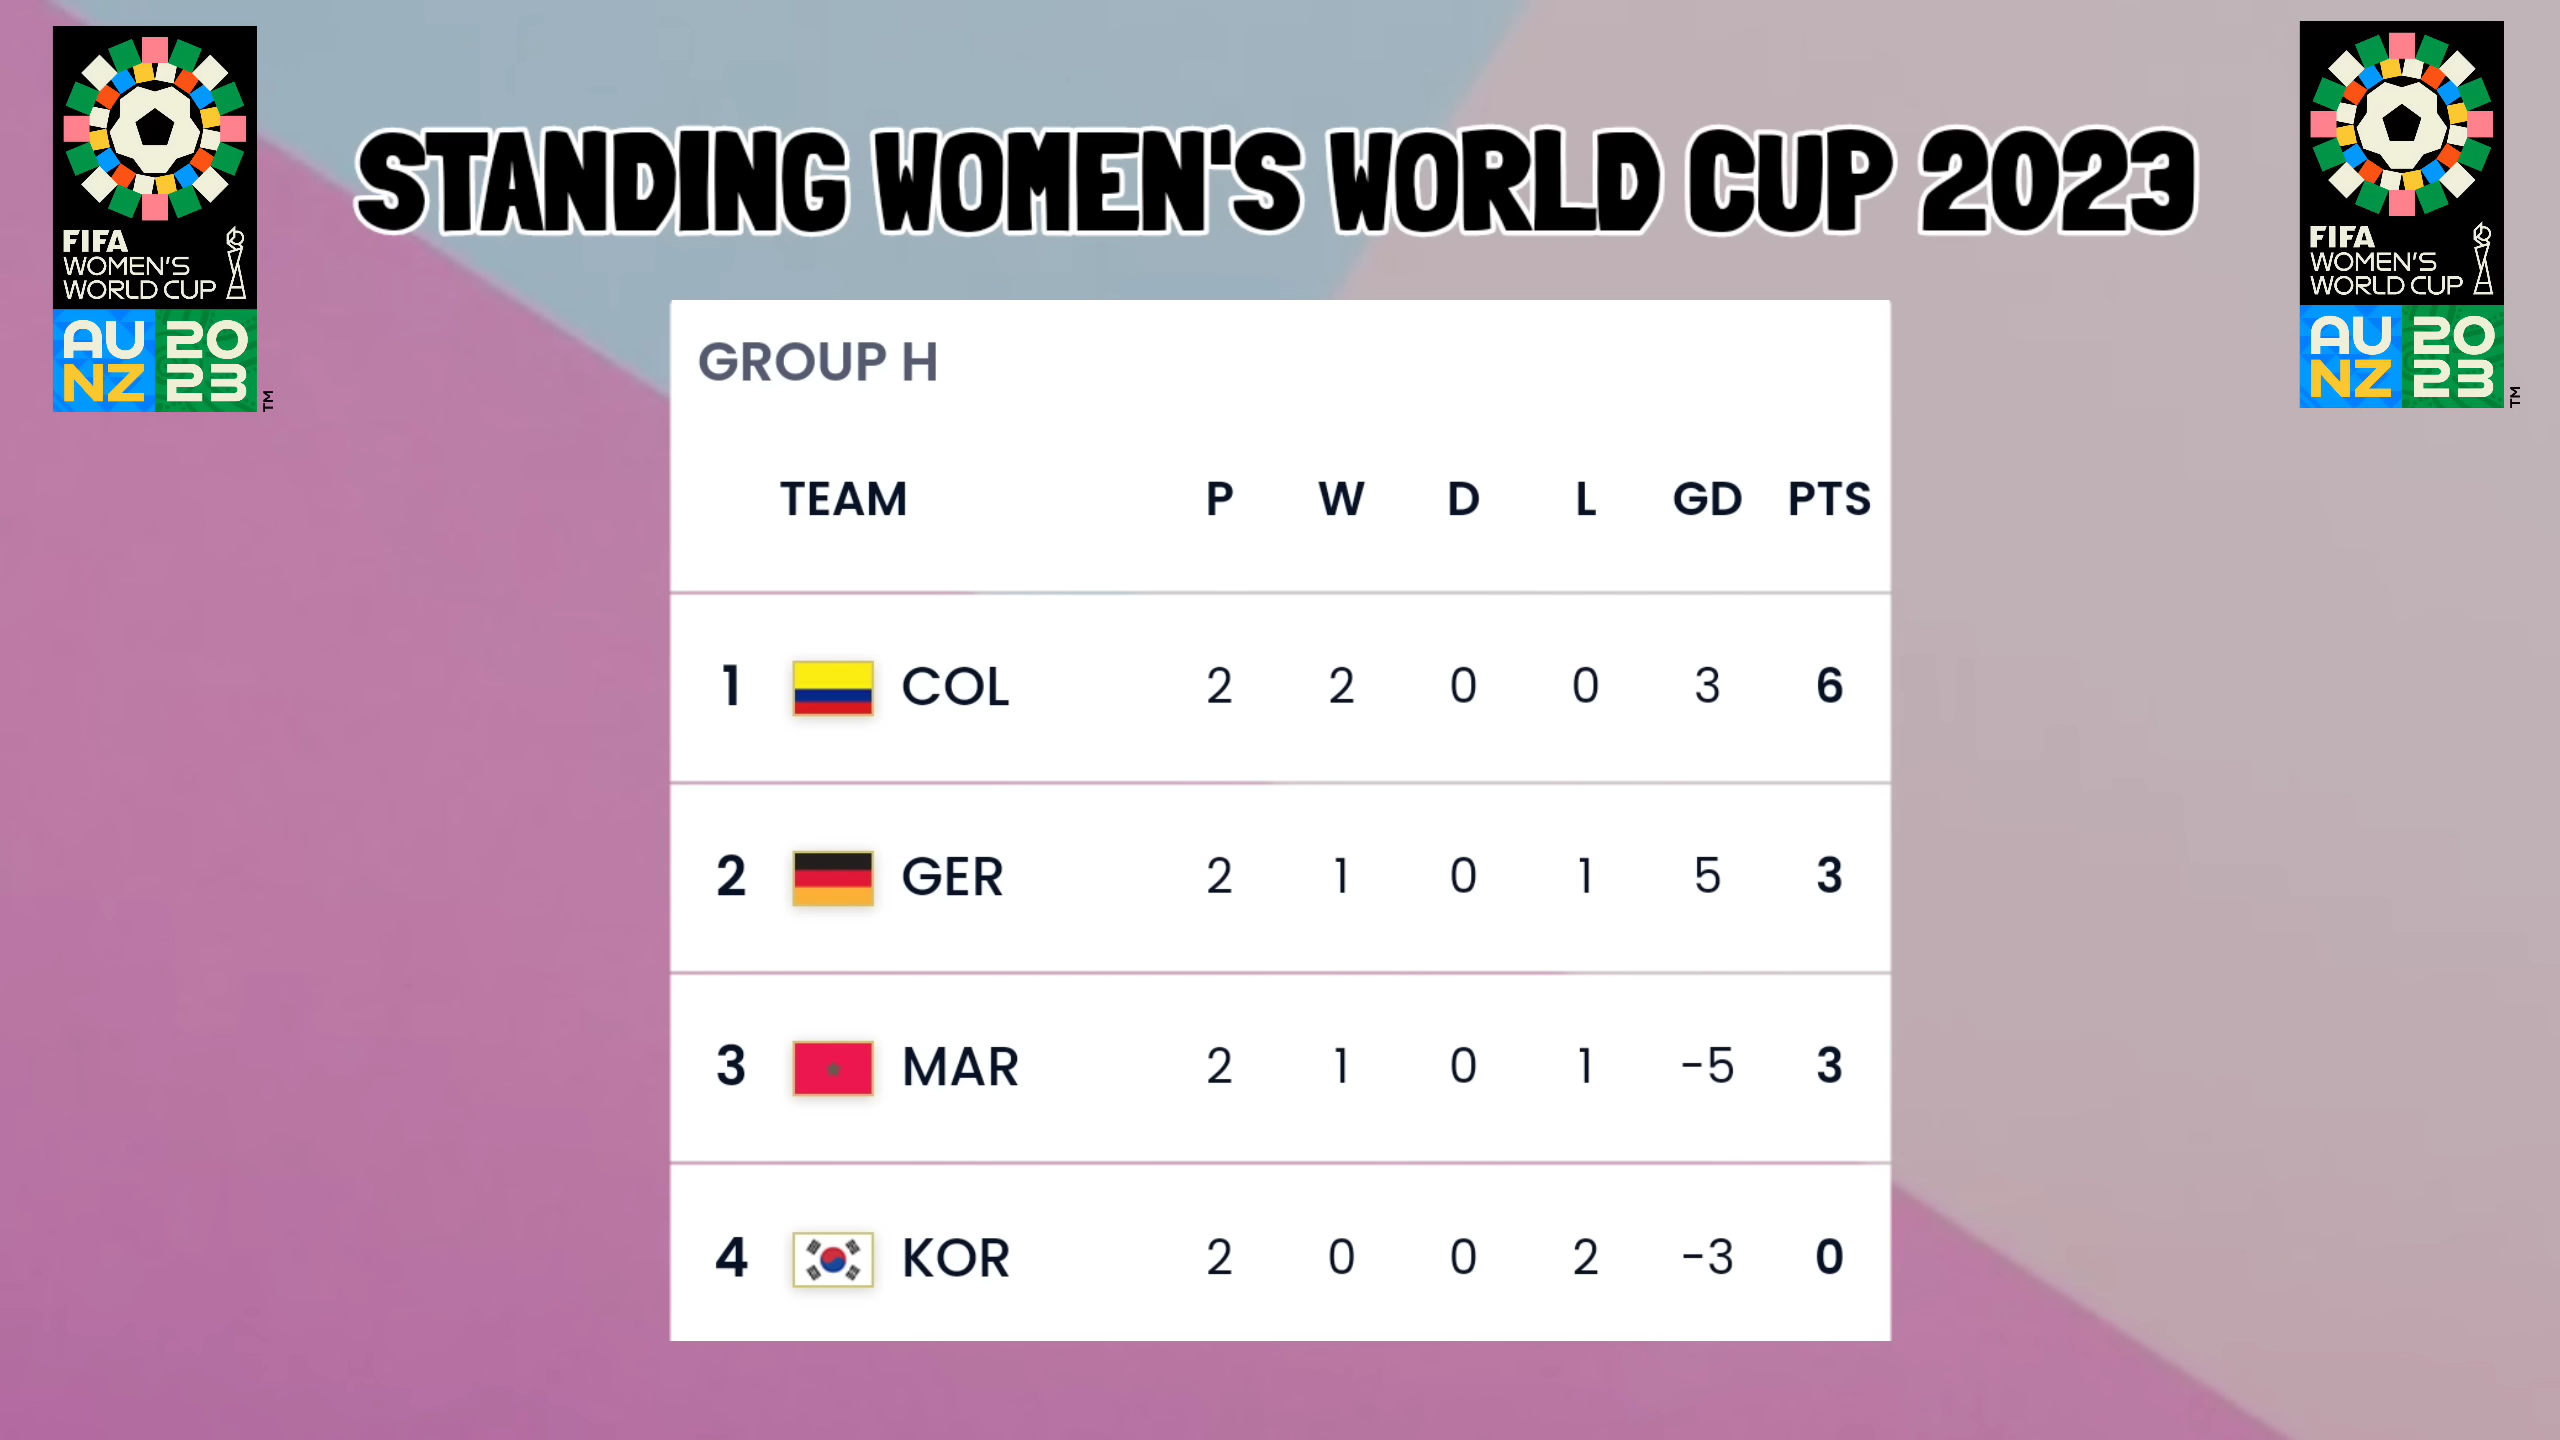 FIFA
WOMEN'S
WORLD CUP
AU 20
NZ 23
TM
STANDING WOMEN'S WORLD CUP 2023
FIFA
WOMEN'S
WORLD CUP
AU 20
NZ 23
TM
GROUP H
TEAM P W D L GD PTS
1 COL 2 2 0 0 3 6
2 GER 2 1 0 1 5 3
3 MAR 2 1 0 1 -5 3
4 KOR 2 0 0 2 -3 0